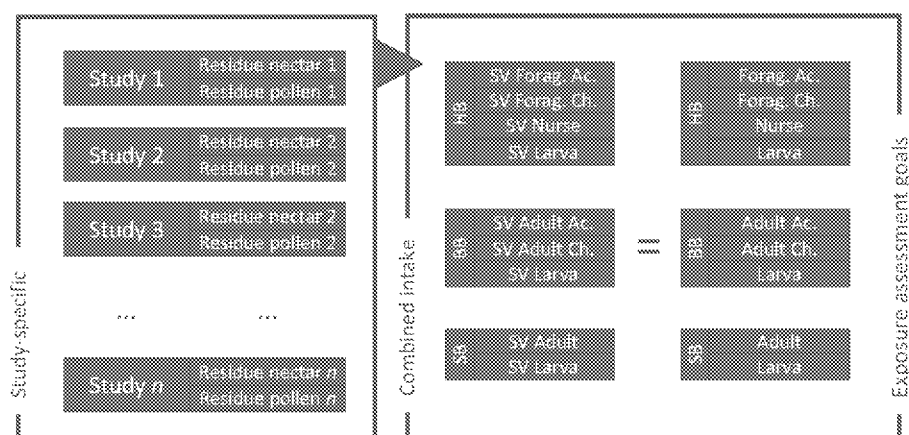 Study-specific
Study 1
Residue nectar 1
Residue pollen 1
Study 2
Residue nectar 2
Residue pollen 2
Study 3
Residue nectar 2
Residue pollen 2
...
...
Study n
Residue nectar n
Residue pollen n
Combined intake
HB
SV Forag. Ac.
SV Forag. Ch.
SV Nurse
SV Larva
BB
SV Adult Ac.
SV Adult Ch.
SV Larva
SB
SV Adult
SV Larva
=
HB
Forag. Ac.
Forag. Ch.
Nurse
Larva
BB
Adult Ac.
Adult Ch.
Larva
SB
Adult
Larva
Exposure assessment goals